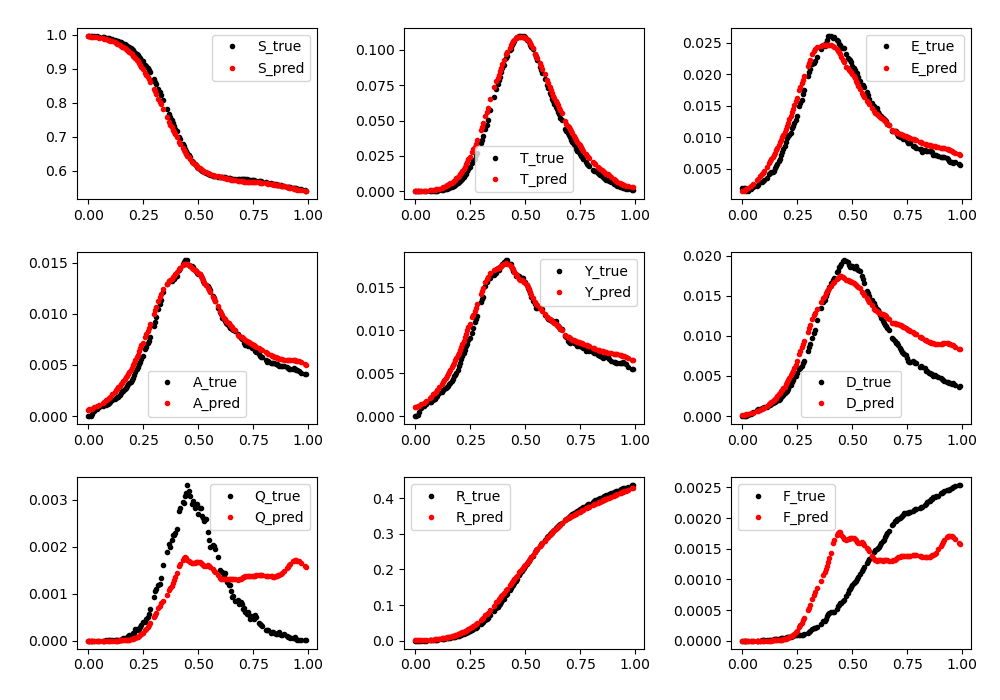 1.0
0.9
0.8
0.7
0.6
0.00 0.25 0.50 0.75 1.00
S_true
S_pred
0.100
0.075
0.050
0.025
0.000
0.00 0.25 0.50 0.75 1.00
T_true
T_pred
0.025
0.020
0.015
0.010
0.005
0.00 0.25 0.50 0.75 1.00
E_true
E_pred
0.015
0.010
0.005
0.000
0.00 0.25 0.50 0.75 1.00
A_true
A_pred
0.015
0.010
0.005
0.000
0.00 0.25 0.50 0.75 1.00
Y_true
Y_pred
0.020
0.015
0.010
0.005
0.000
0.00 0.25 0.50 0.75 1.00
D_true
D_pred
0.003
0.002
0.001
0.000
0.00 0.25 0.50 0.75 1.00
Q_true
Q_pred
0.4
0.3
0.2
0.1
0.0
0.00 0.25 0.50 0.75 1.00
R_true
R_pred
0.0025
0.0020
0.0015
0.0010
0.0005
0.0000
0.00 0.25 0.50 0.75 1.00
F_true
F_pred